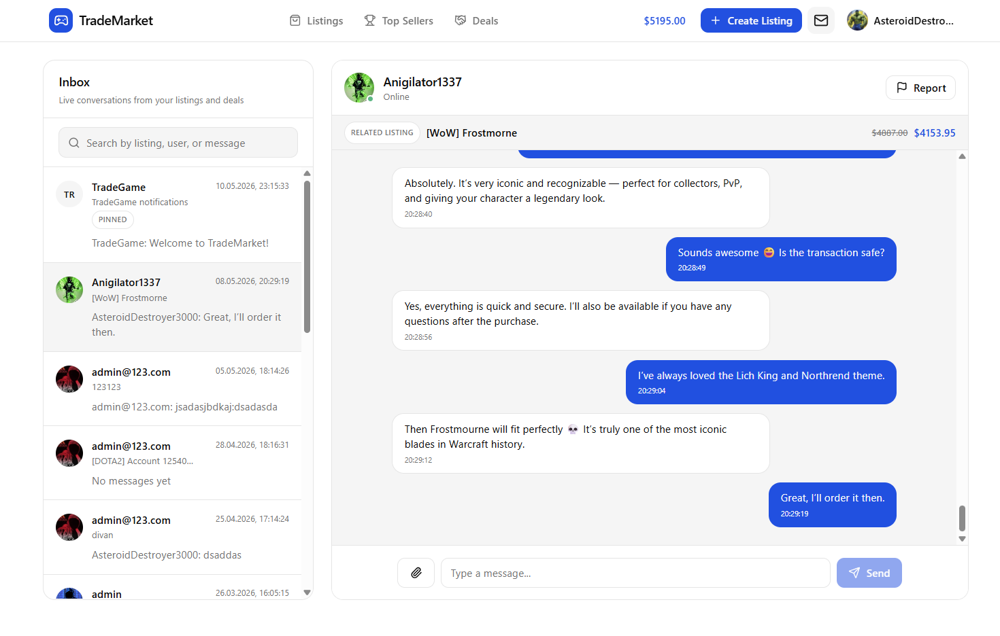 TradeMarket
Listings
Top Sellers
Deals
$5195.00
Create Listing
AsteroidDestro...
Inbox
Live conversations from your listings and deals
Search by listing, user, or message
TR
TradeGame
10.05.2026, 23:15:33
TradeGame notifications
PINNED
TradeGame: Welcome to TradeMarket!
Anigilator1337
08.05.2026, 20:29:19
[WoW] Frostmorne
AsteroidDestroyer3000: Great, I’ll order it
then.
admin@123.com
05.05.2026, 18:14:26
123123
admin@123.com: jsadasjbdkaj:dsadasda
admin@123.com
28.04.2026, 18:16:31
[DOTA2] Account 12540...
No messages yet
admin@123.com
25.04.2026, 17:14:24
divan
AsteroidDestroyer3000: dsaddas
admin
26.03.2026, 16:05:15
Anigilator1337
Online
Report
RELATED LISTING
[WoW] Frostmorne
$4887.00
$4153.95
Absolutely. It’s very iconic and recognizable — perfect for collectors, PvP,
and giving your character a legendary look.
20:28:40
Sounds awesome 😄 Is the transaction safe?
20:28:49
Yes, everything is quick and secure. I’ll also be available if you have any
questions after the purchase.
20:28:56
I’ve always loved the Lich King and Northrend theme.
20:29:04
Then Frostmourne will fit perfectly 💀 It’s truly one of the most iconic
blades in Warcraft history.
20:29:12
Great, I’ll order it then.
20:29:19
Type a message...
Send